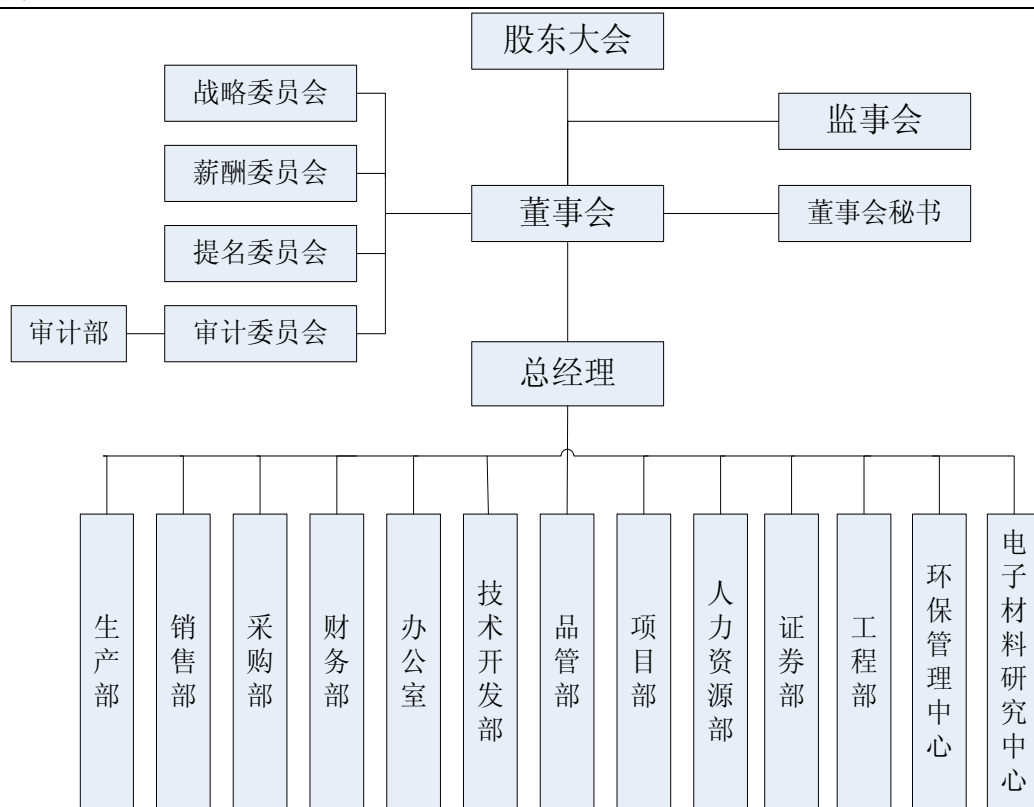 股东大会
战略委员会
监事会
薪酬委员会
董事会
董事会秘书
提名委员会
审计部
审计委员会
总经理
生产部
销售部
采购部
财务部
办公室
技术开发部
品管部
项目部
人力资源部
证券部
工程部
环保管理中心
电子材料研究中心